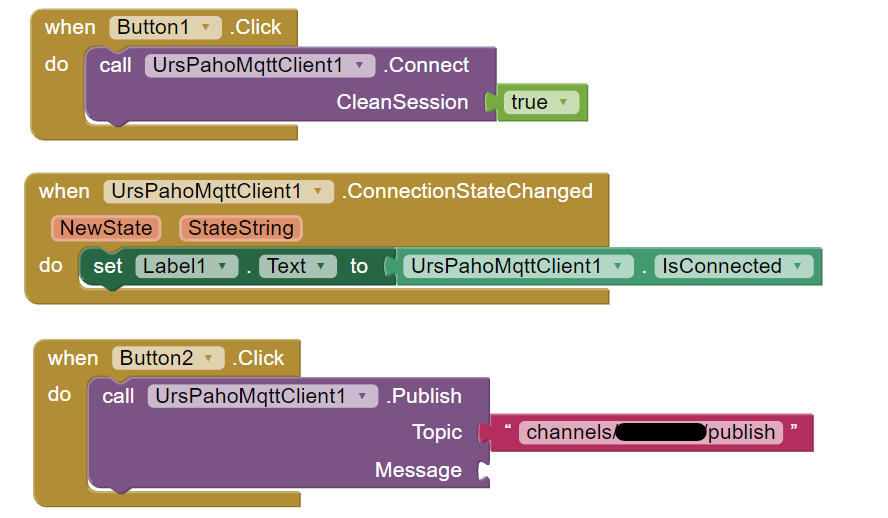 when Button1 .Click
do call UrsPahoMqttClient1 .Connect
CleanSession true
when UrsPahoMqttClient1 .ConnectionStateChanged
NewState StateString
do set Label1 . Text to UrsPahoMqttClient1 . IsConnected
when Button2 .Click
do call UrsPahoMqttClient1 .Publish
Topic “ channels/ /publish ”
Message